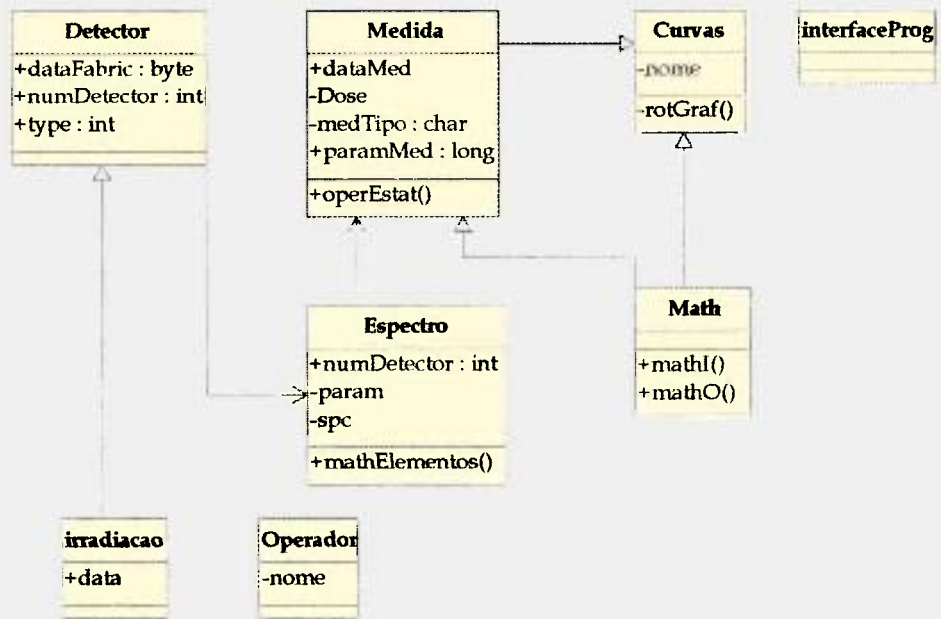 Detector
+dataFabric : byte
+numDetector : int
+type : int
Medida
+dataMed
-Dose
-medTipo : char
+paramMed : long
+operEstat()
Curvas
-nome
-rotGraf()
interfaceProg
Espectro
+numDetector : int
-param
-spc
+mathElementos()
Math
+mathI()
+mathO()
irradiacao
+data
Operador
-nome